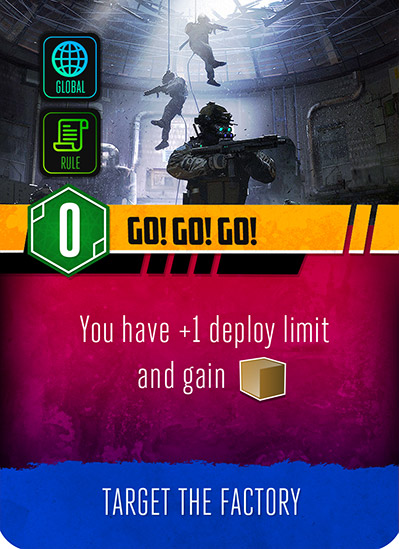 GLOBAL
RULE
0 GO! GO! GO!
You have +1 deploy limit
and gain
TARGET THE FACTORY